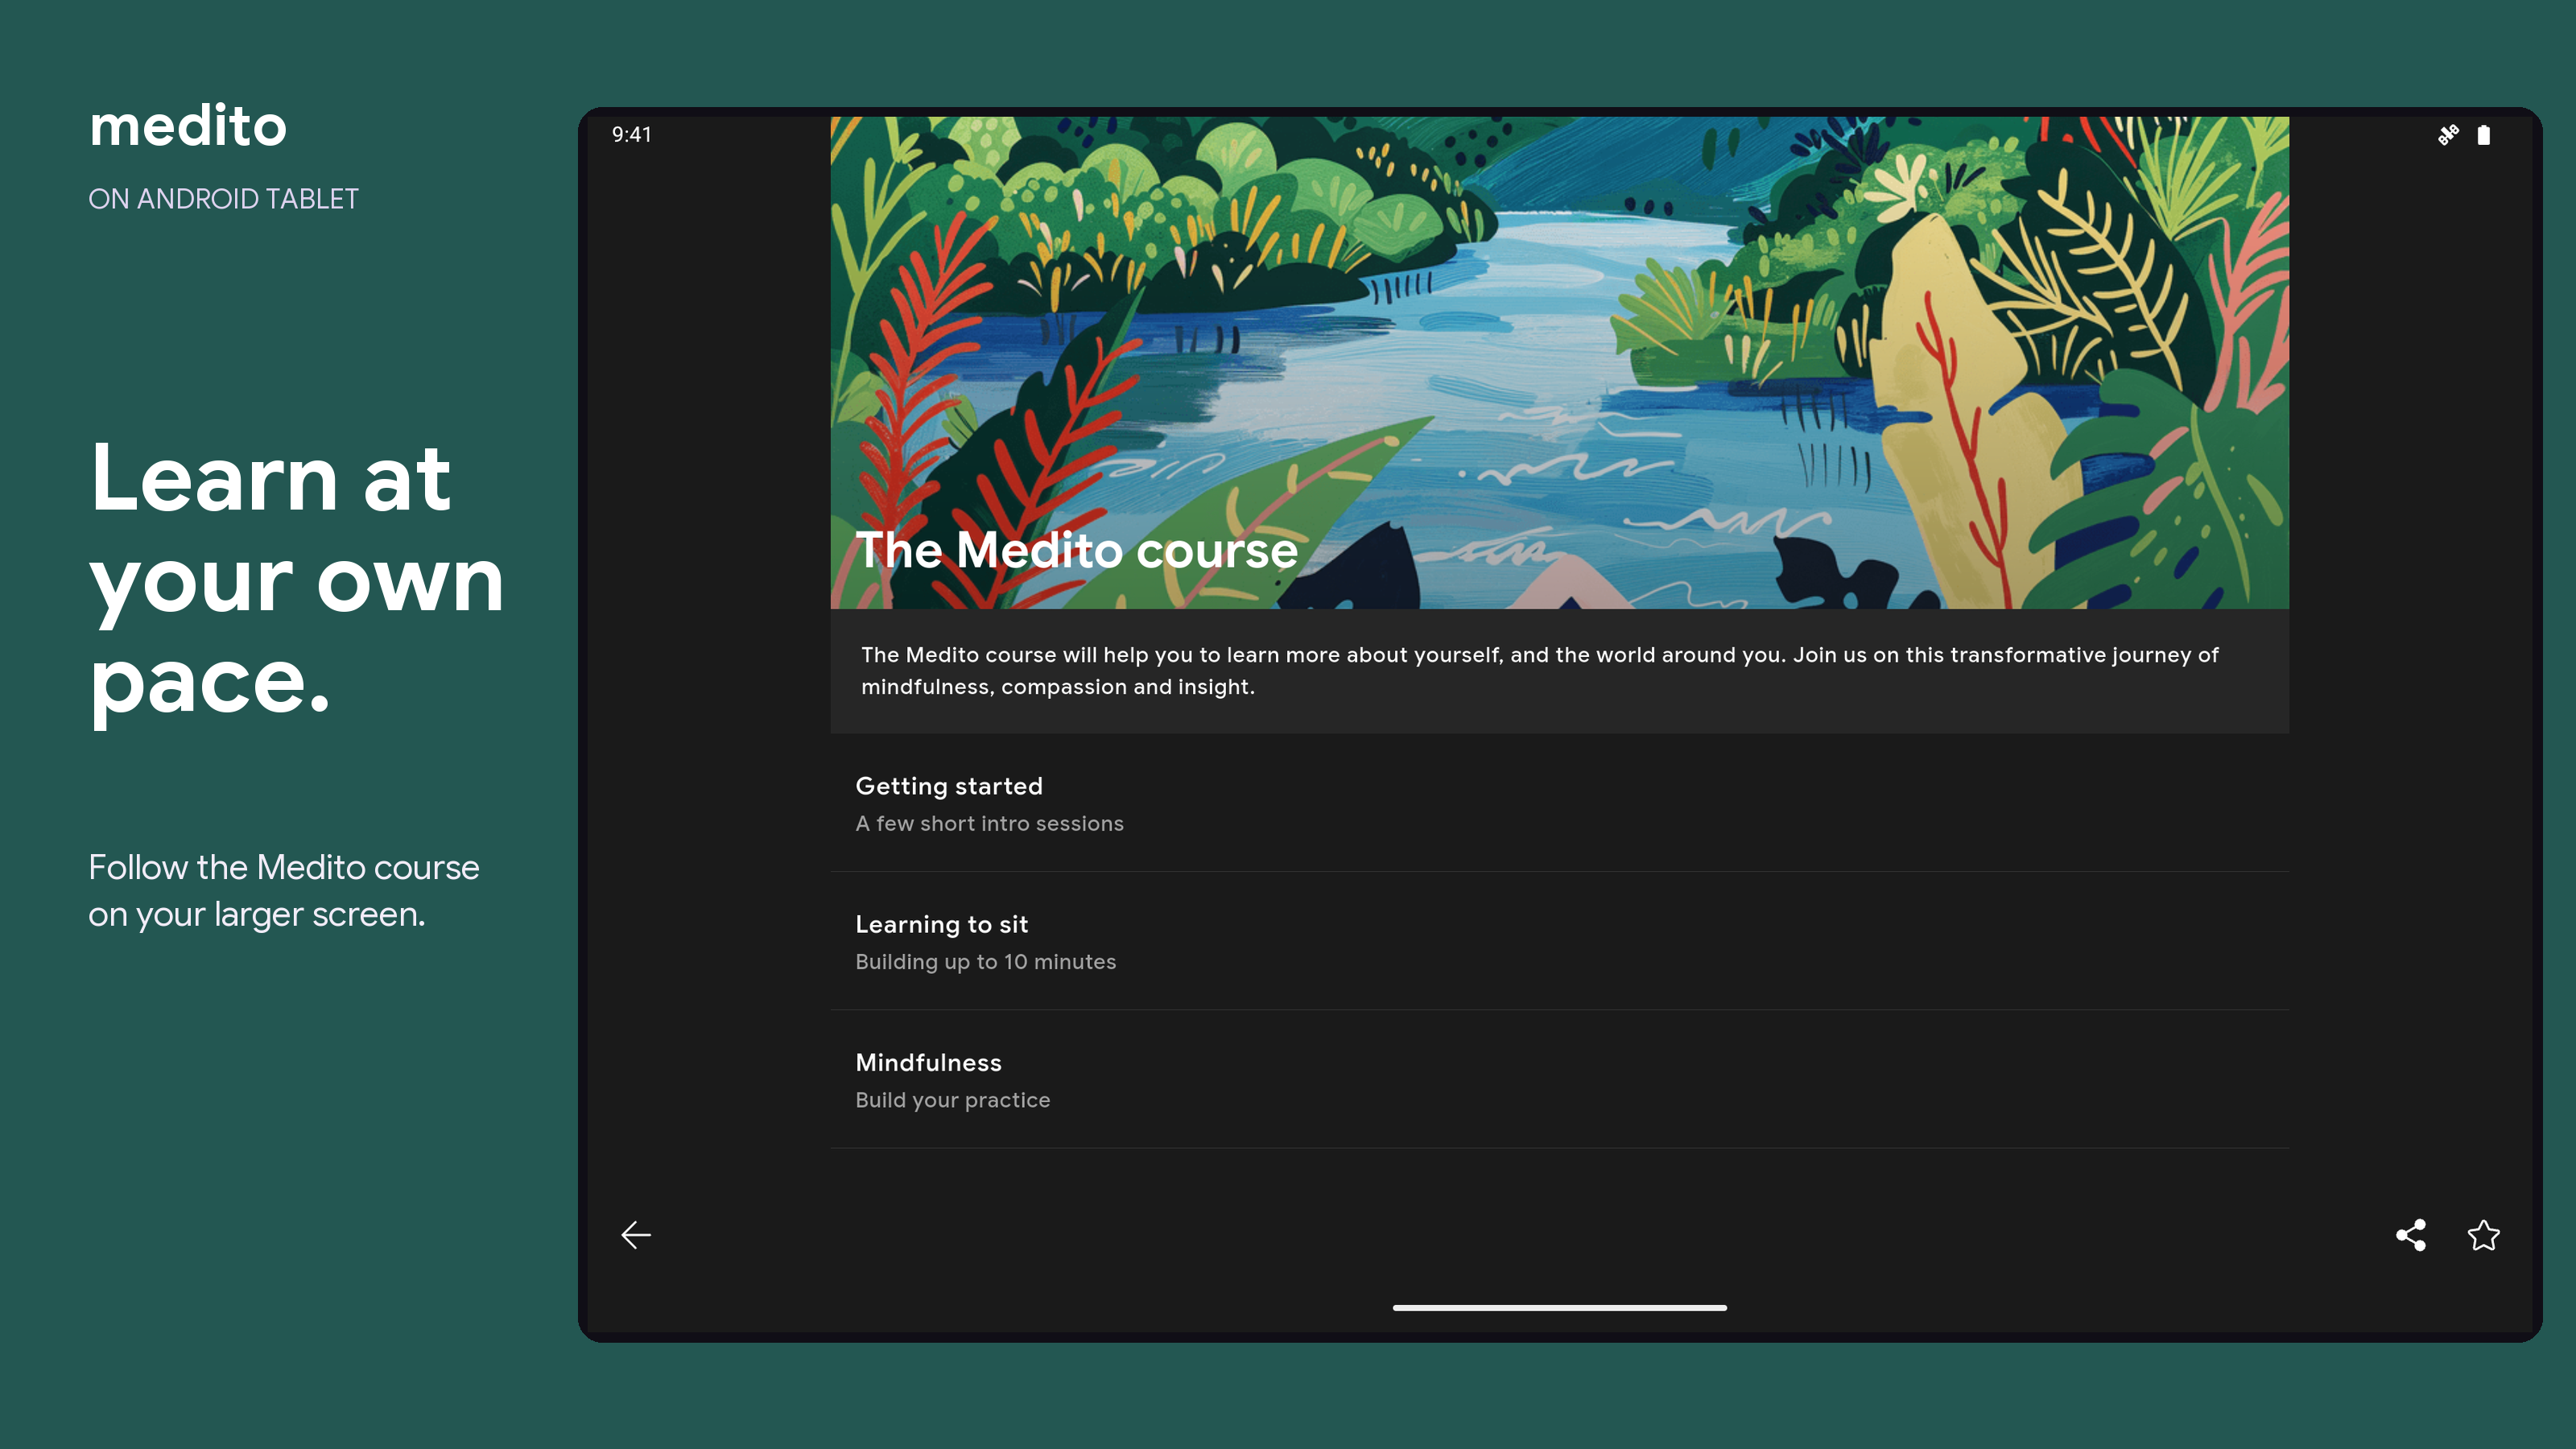 medito
ON ANDROID TABLET
Learn at
your own
pace.
Follow the Medito course
on your larger screen.
9:41
The Medito course
The Medito course will help you to learn more about yourself, and the world around you. Join us on this transformative journey of
mindfulness, compassion and insight.
Getting started
A few short intro sessions
Learning to sit
Building up to 10 minutes
Mindfulness
Build your practice